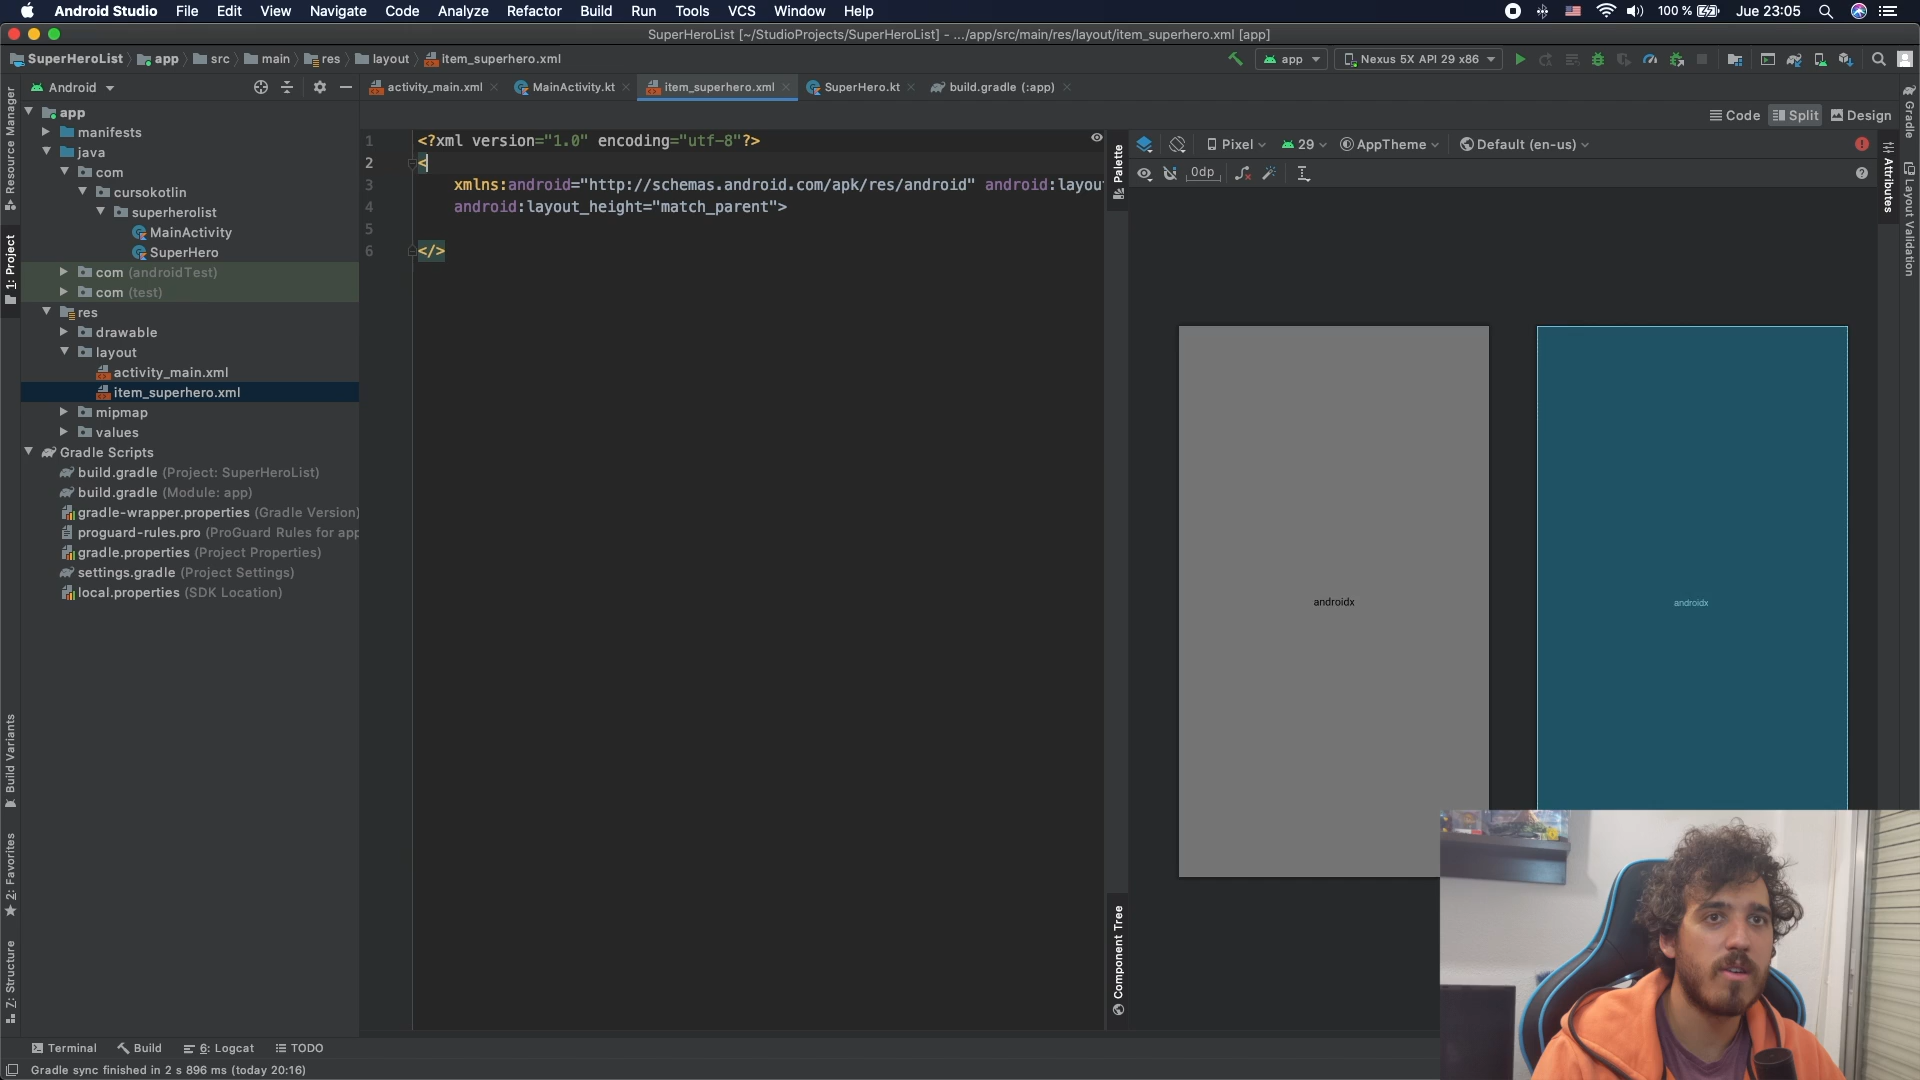 Android Studio File Edit View Navigate Code Analyze Refactor Build Run Tools VCS Window Help 100 % Jue 23:05
SuperHeroList [~/StudioProjects/SuperHeroList] - .../app/src/main/res/layout/item_superhero.xml [app]
SuperHeroList app src main res layout item_superhero.xml app Nexus 5X API 29 x86
Android activity_main.xml MainActivity.kt item_superhero.xml SuperHero.kt build.gradle (:app)
Code Split Design
Pixel 29 AppTheme Default (en-us)
0dp
Resource Manager
1: Project
Build Variants
2: Favorites
Z: Structure
app
manifests
java
com
cursokotlin
superherolist
MainActivity
SuperHero
com (androidTest)
com (test)
res
drawable
layout
activity_main.xml
item_superhero.xml
mipmap
values
Gradle Scripts
build.gradle (Project: SuperHeroList)
build.gradle (Module: app)
gradle-wrapper.properties (Gradle Version)
proguard-rules.pro (ProGuard Rules for app
gradle.properties (Project Properties)
settings.gradle (Project Settings)
local.properties (SDK Location)
1 <?xml version="1.0" encoding="utf-8"?>
2 <
3 xmlns:android="http://schemas.android.com/apk/res/android" android:layou
4 android:layout_height="match_parent">
5
6 </>
Palette
Component Tree
androidx
androidx
Attributes
Gradle
Layout Validation
Terminal Build 6: Logcat TODO
Gradle sync finished in 2 s 896 ms (today 20:16)